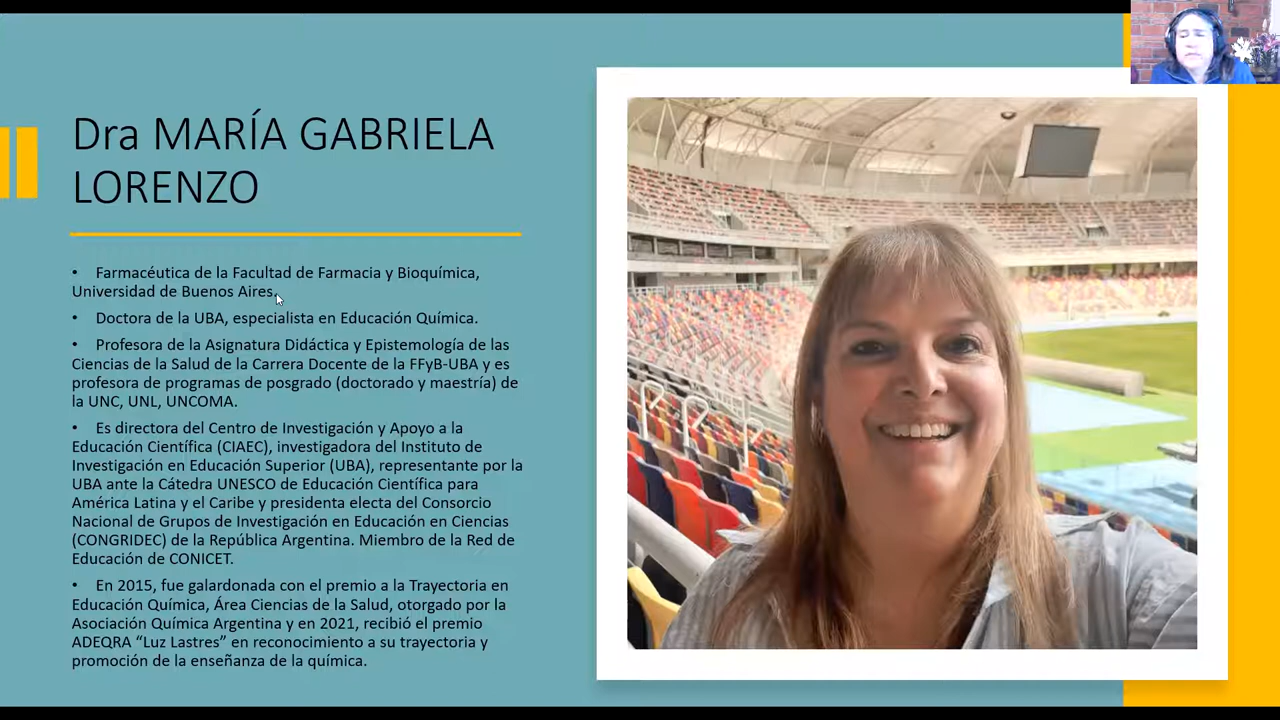 Dra MARÍA GABRIELA
LORENZO
• Farmacéutica de la Facultad de Farmacia y Bioquímica,
Universidad de Buenos Aires.
• Doctora de la UBA, especialista en Educación Química.
• Profesora de la Asignatura Didáctica y Epistemología de las
Ciencias de la Salud de la Carrera Docente de la FFyB-UBA y es
profesora de programas de posgrado (doctorado y maestría) de
la UNC, UNL, UNCOMA.
• Es directora del Centro de Investigación y Apoyo a la
Educación Científica (CIAEC), investigadora del Instituto de
Investigación en Educación Superior (UBA), representante por la
UBA ante la Cátedra UNESCO de Educación Científica para
América Latina y el Caribe y presidenta electa del Consorcio
Nacional de Grupos de Investigación en Educación en Ciencias
(CONGRIDEC) de la República Argentina. Miembro de la Red de
Educación de CONICET.
• En 2015, fue galardonada con el premio a la Trayectoria en
Educación Química, Área Ciencias de la Salud, otorgado por la
Asociación Química Argentina y en 2021, recibió el premio
ADEQRA “Luz Lastres” en reconocimiento a su trayectoria y
promoción de la enseñanza de la química.